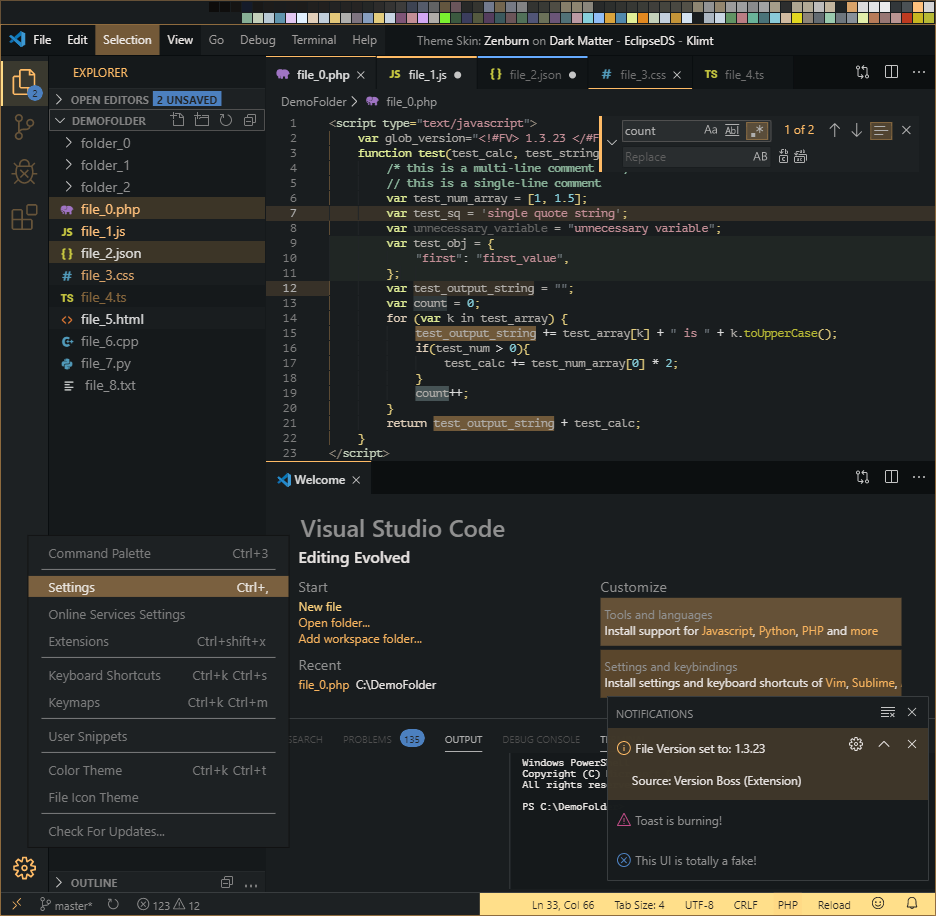 File Edit Selection View Go Debug Terminal Help Theme Skin: Zenburn on Dark Matter - EclipseDS - Klimt
EXPLORER
2
OPEN EDITORS 2 UNSAVED
DEMOFOLDER
folder_0
folder_1
folder_2
file_0.php
JS file_1.js
{} file_2.json
# file_3.css
TS file_4.ts
<> file_5.html
file_6.cpp
file_7.py
file_8.txt
file_0.php JS file_1.js {} file_2.json # file_3.css TS file_4.ts
DemoFolder > file_0.php
count Aa Abl .* 1 of 2
Replace AB
1 <script type="text/javascript">
2 var glob_version="<!#FV> 1.3.23 </#F
3 function test(test_calc, test_string
4 /* this is a multi-line comment
5 // this is a single-line comment
6 var test_num_array = [1, 1.5];
7 var test_sq = 'single quote string';
8 var unnecessary_variable = "unnecessary variable";
9 var test_obj = {
10 "first": "first_value",
11 };
12 var test_output_string = "";
13 var count = 0;
14 for (var k in test_array) {
15 test_output_string += test_array[k] + " is " + k.toUpperCase();
16 if(test_num > 0){
17 test_calc += test_num_array[0] * 2;
18 }
19 count++;
20 }
21 return test_output_string + test_calc;
22 }
23 </script>
Welcome
Visual Studio Code
Editing Evolved
Start
New file
Open folder...
Add workspace folder...
Recent
file_0.php C:\DemoFolder
Customize
Tools and languages
Install support for Javascript, Python, PHP and more
Settings and keybindings
Install settings and keyboard shortcuts of Vim, Sublime,
Command Palette Ctrl+3
Settings Ctrl+,
Online Services Settings
Extensions Ctrl+shift+x
Keyboard Shortcuts Ctrl+k Ctrl+s
Keymaps Ctrl+k Ctrl+m
User Snippets
Color Theme Ctrl+k Ctrl+t
File Icon Theme
Check For Updates...
SEARCH PROBLEMS 135 OUTPUT DEBUG CONSOLE
Windows PowerS
Copyright (C)
All rights res
PS C:\DemoFold
NOTIFICATIONS
File Version set to: 1.3.23
Source: Version Boss (Extension)
Toast is burning!
This UI is totally a fake!
OUTLINE
master* 123 12 Ln 33, Col 66 Tab Size: 4 UTF-8 CRLF PHP Reload